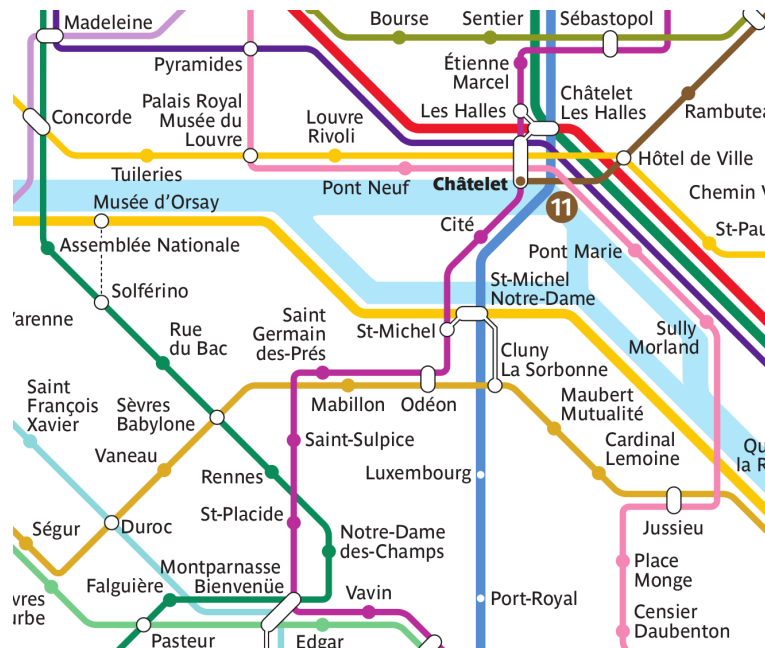 Madeleine
Bourse
Sentier
Sébastopol
Pyramides
Étienne
Marcel
Palais Royal
Musée du
Louvre
Louvre
Rivoli
Les Halles
Châtelet
Les Halles
Rambutea
Concorde
Tuileries
Pont Neuf
Châtelet
Hôtel de Ville
Chemin V
Musée d'Orsay
11
St-Pau
Cité
Assemblée Nationale
Pont Marie
Solférino
St-Michel
Notre-Dame
Varenne
Rue
du Bac
Saint
Germain
des-Prés
St-Michel
Sully
Morland
Cluny
La Sorbonne
Saint
François
Xavier
Sèvres
Babylone
Mabillon
Odéon
Maubert
Mutualité
Saint-Sulpice
Cardinal
Lemoine
Qu
la R
Vaneau
Rennes
Luxembourg
St-Placide
Ségur
Duroc
Notre-Dame
des-Champs
Jussieu
Montparnasse
Bienvenüe
Falguière
Vavin
Port-Royal
Place
Monge
vres
urbe
Pasteur
Edgar
Censier
Daubenton